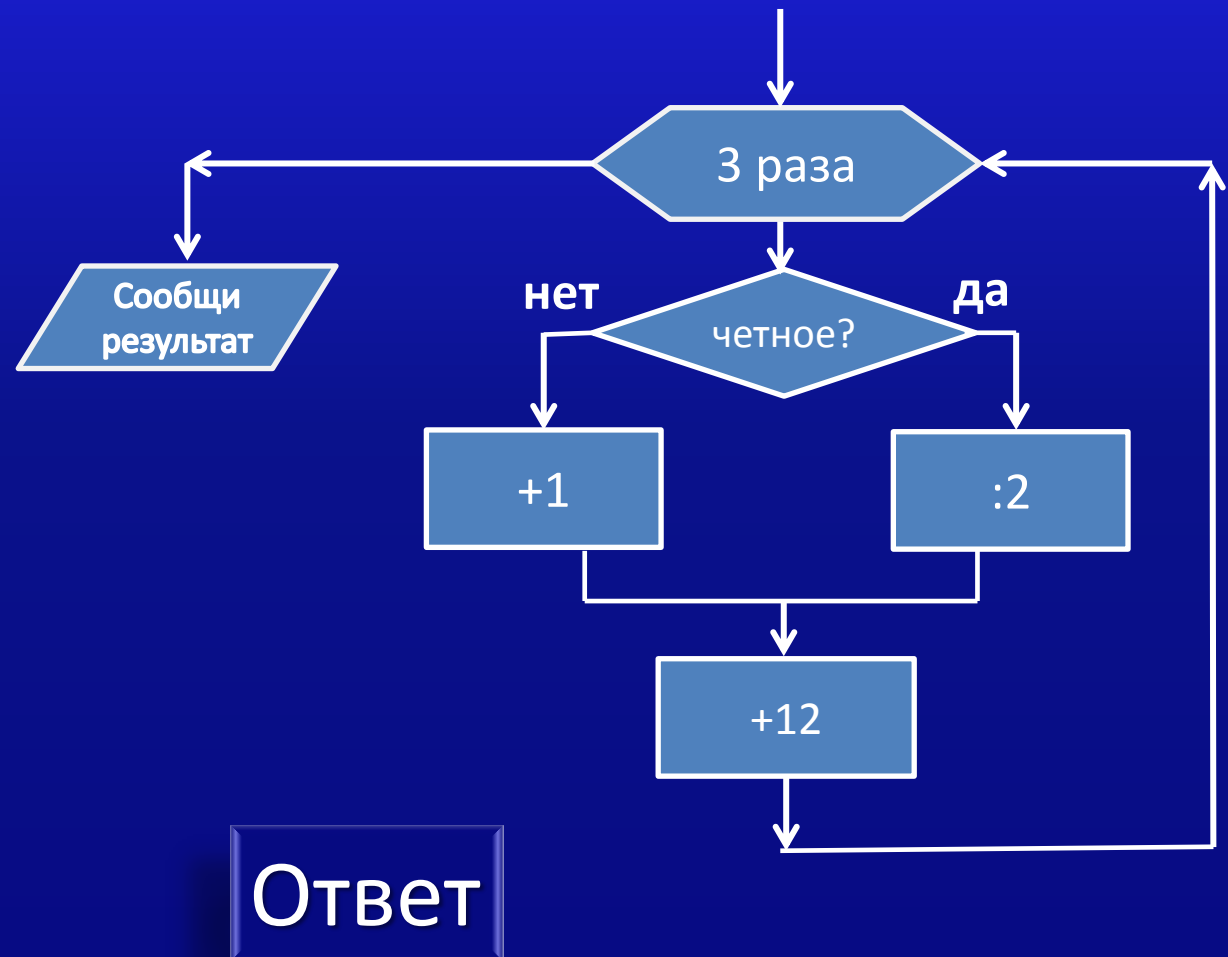 3 раза
Сообщи
результат
нет
да
четное?
+1
:2
+12
Ответ